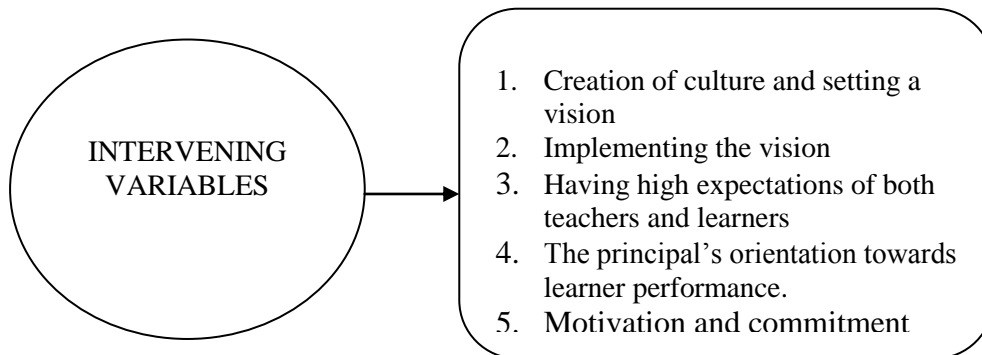 INTERVENING
VARIABLES
1. Creation of culture and setting a
vision
2. Implementing the vision
3. Having high expectations of both
teachers and learners
4. The principal’s orientation towards
learner performance.
5. Motivation and commitment